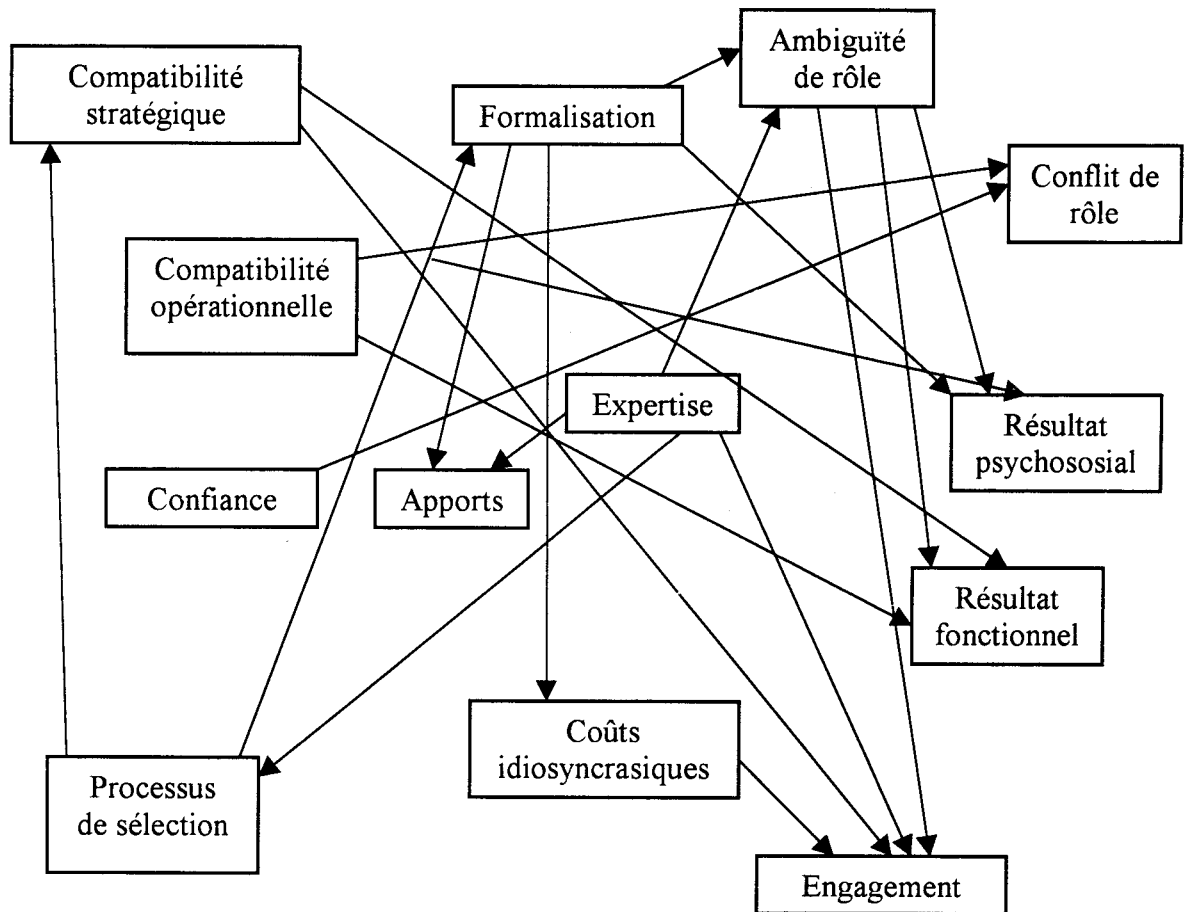 Compatibilité
stratégique
Formalisation
Ambiguïté
de rôle
Conflit de
rôle
Compatibilité
opérationnelle
Expertise
Résultat
psychososial
Confiance
Apports
Résultat
fonctionnel
Coûts
idiosyncrasiques
Processus
de sélection
Engagement